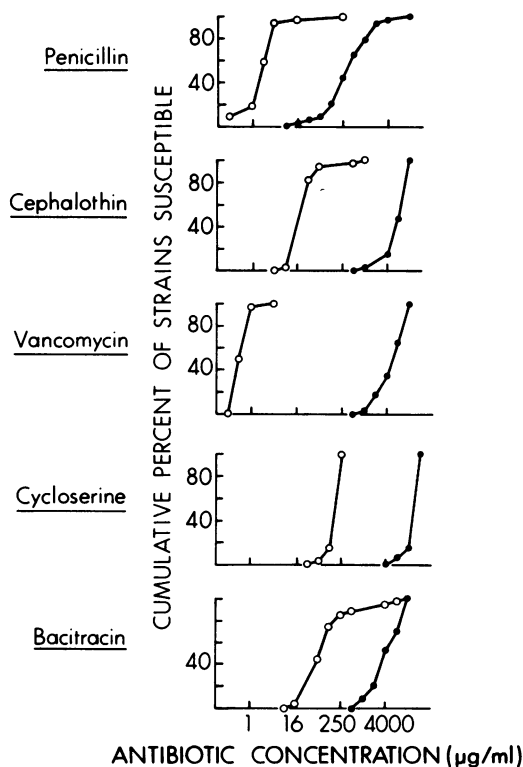 Penicillin
80
40
Cephalothin
80
40
Vancomycin
80
40
Cycloserine
80
40
Bacitracin
40
CUMULATIVE PERCENT OF STRAINS SUSCEPTIBLE
1 16 250 4000
ANTIBIOTIC CONCENTRATION (µg/ml)